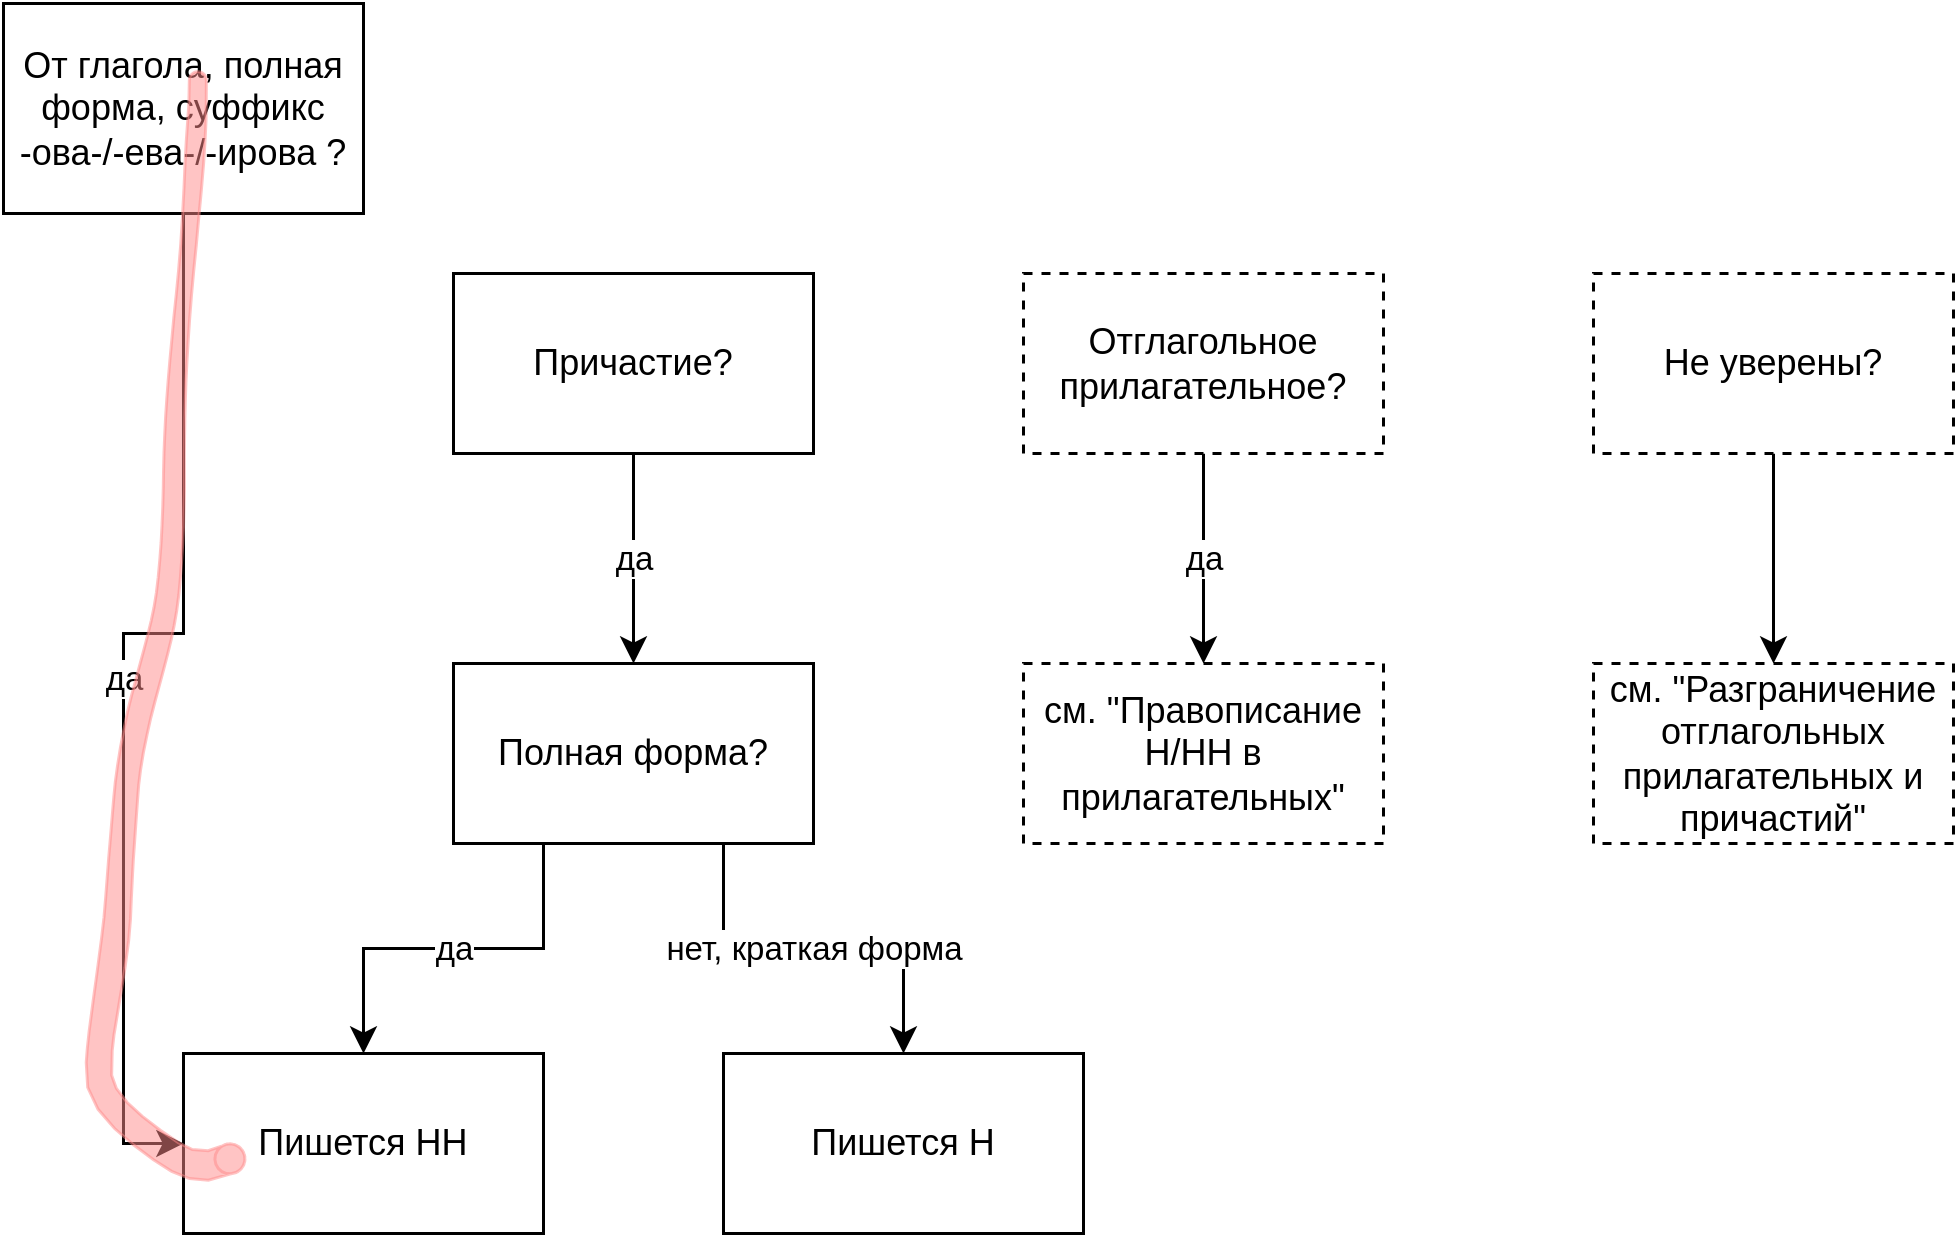 От глагола, полная
форма, суффикс
-ова-/-ева-/-ирова ?
Причастие?
Отглагольное
прилагательное?
Не уверены?
да
да
да
Полная форма?
см. "Правописание
Н/НН в
прилагательных"
см. "Разграничение
отглагольных
прилагательных и
причастий"
да
нет, краткая форма
Пишется НН
Пишется Н